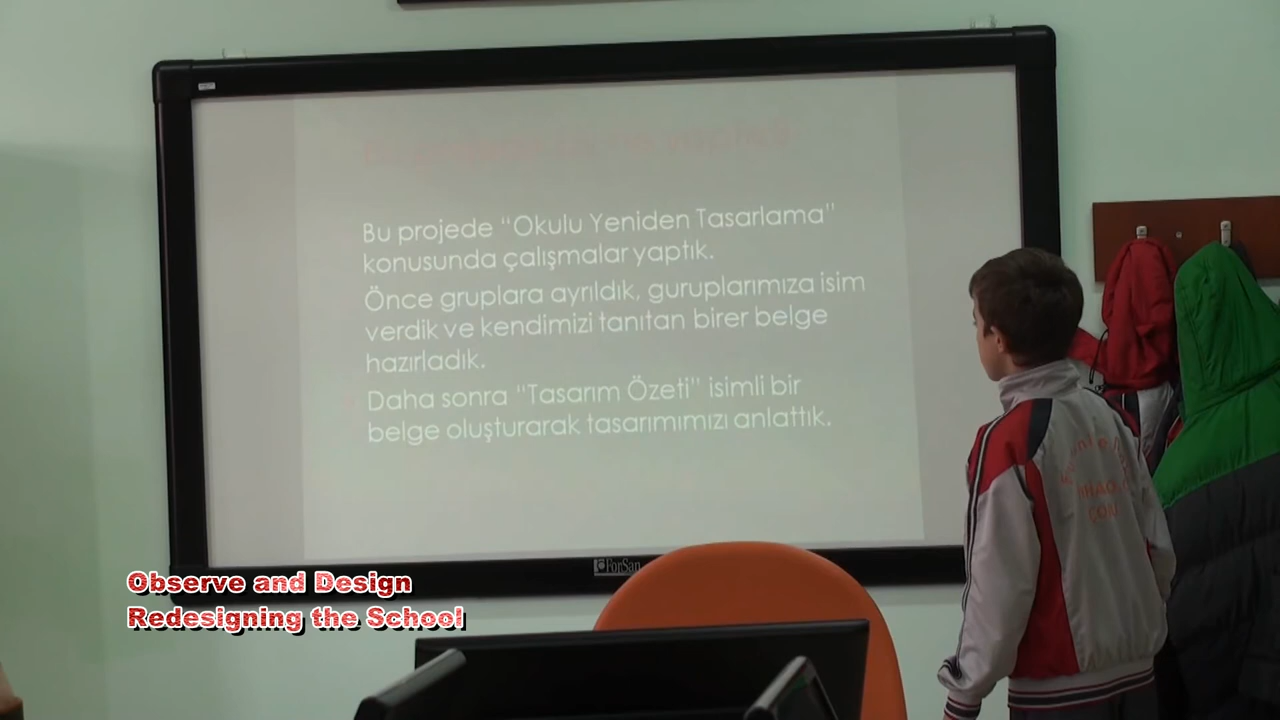 Bu projede “Okulu Yeniden Tasarlama”
konusunda çalışmalar yaptık.
Önce gruplara ayrıldık, guruplarımıza isim
verdik ve kendimizi tanıtan birer belge
hazırladık.
Daha sonra “Tasarım Özeti” isimli bir
belge oluşturarak tasarımımızı anlattık.
ForSan
Observe and Design
Redesigning the School